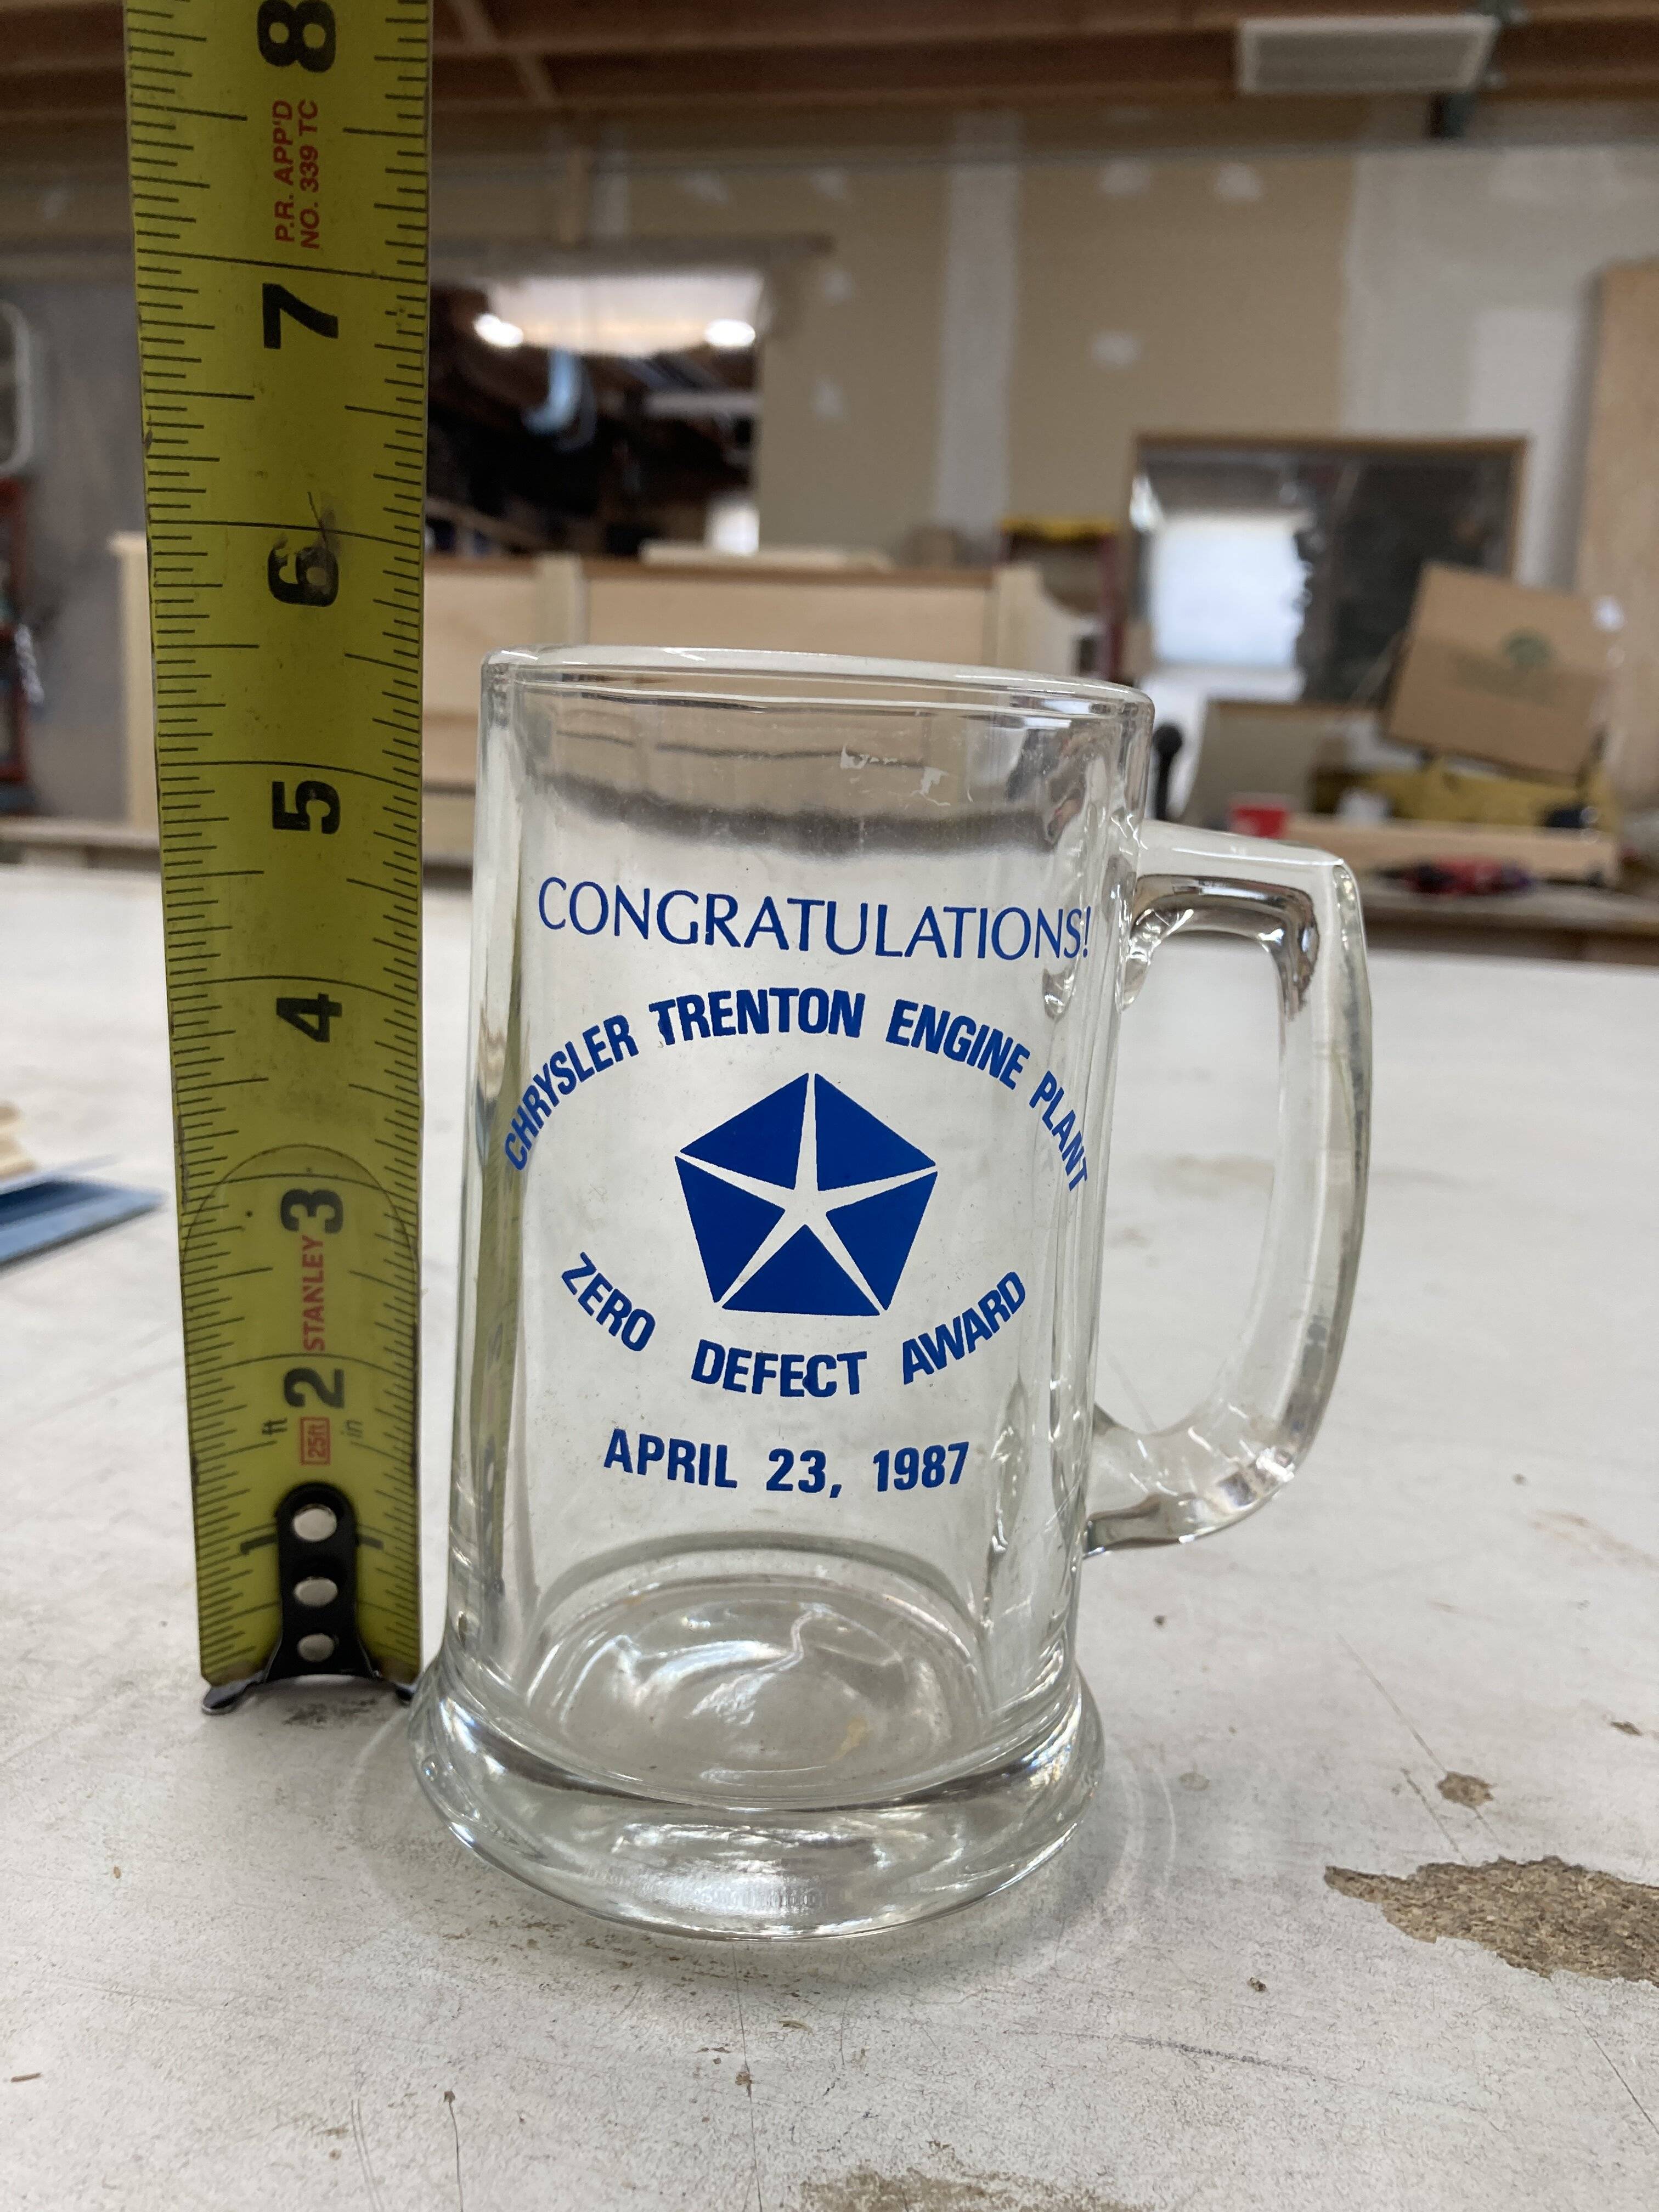 8
P.R. APP'D
NO. 339 TC
7
6
5
4
3
STANLEY
2
ft 25ft in
1
CONGRATULATIONS!
CHRYSLER TRENTON ENGINE PLANT
ZERO DEFECT AWARD
APRIL 23, 1987